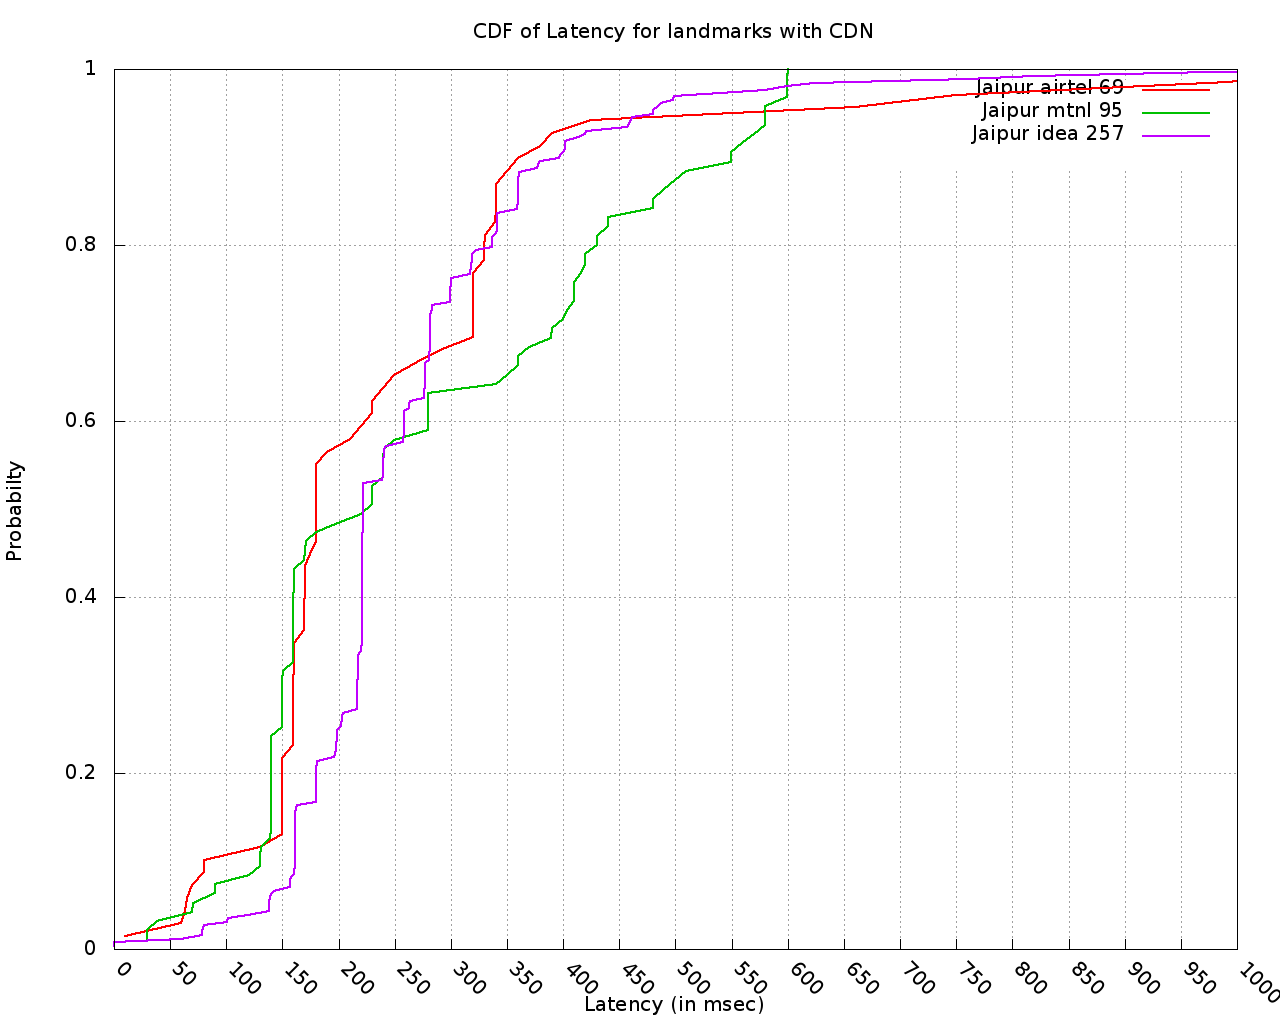 CDF of Latency for landmarks with CDN
Jaipur airtel 69
Jaipur mtnl 95
Jaipur idea 257
1
0.8
0.6
0.4
0.2
0
Probabilty
0 50 100 150 200 250 300 350 400 450 500 550 600 650 700 750 800 850 900 950 1000
Latency (in msec)